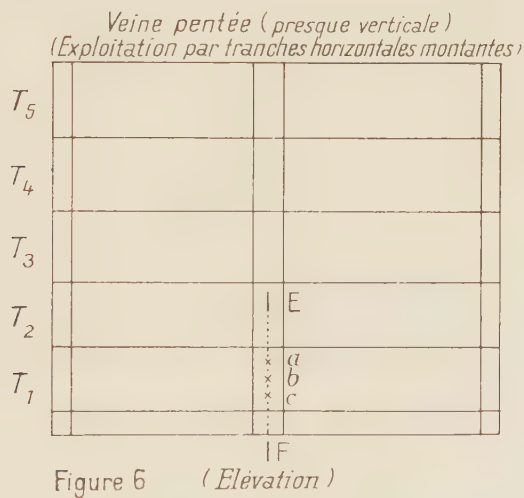 Veine pentée (presque verticale)
(Exploitation par tranches horizontales montantes)
T5
T4
T3
E
T2
a
T1
b
c
F
Figure 6 (Elévation)